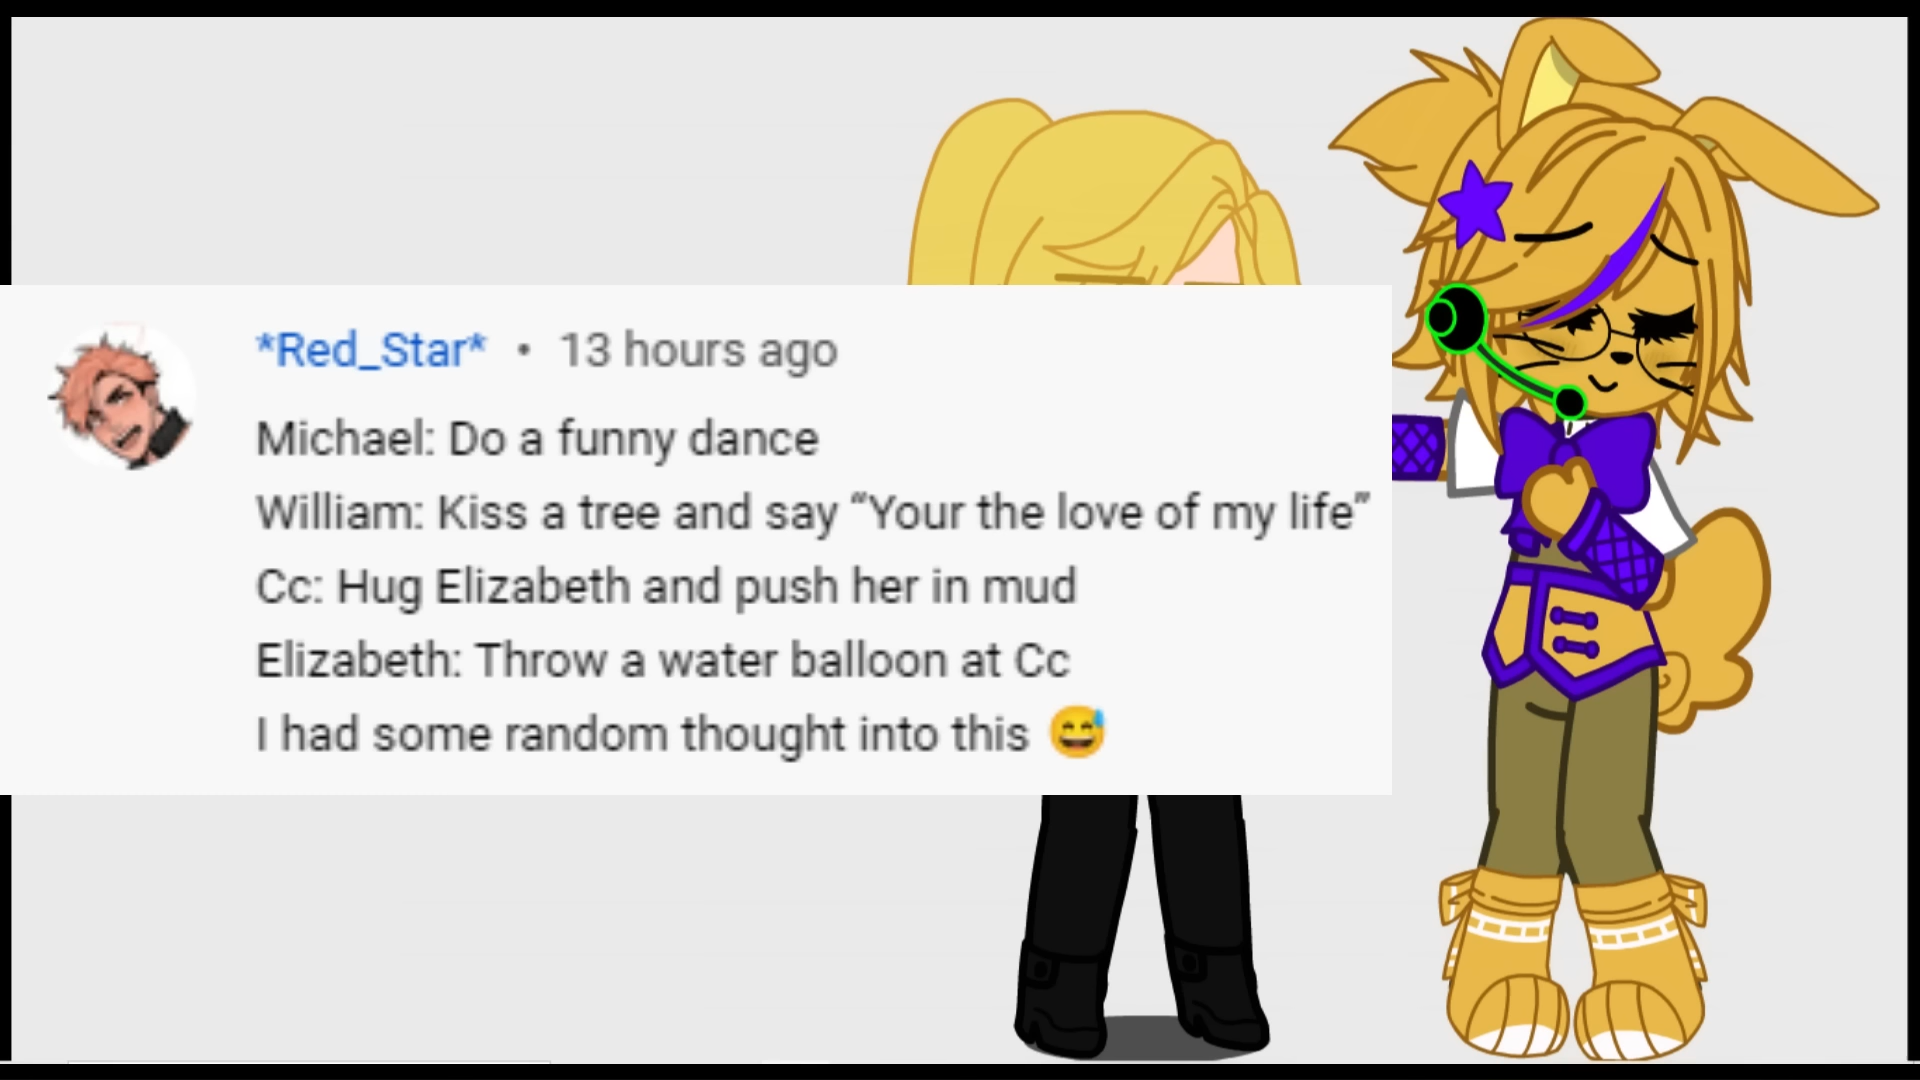 *Red_Star* • 13 hours ago
Michael: Do a funny dance
William: Kiss a tree and say “Your the love of my life”
Cc: Hug Elizabeth and push her in mud
Elizabeth: Throw a water balloon at Cc
I had some random thought into this 😅